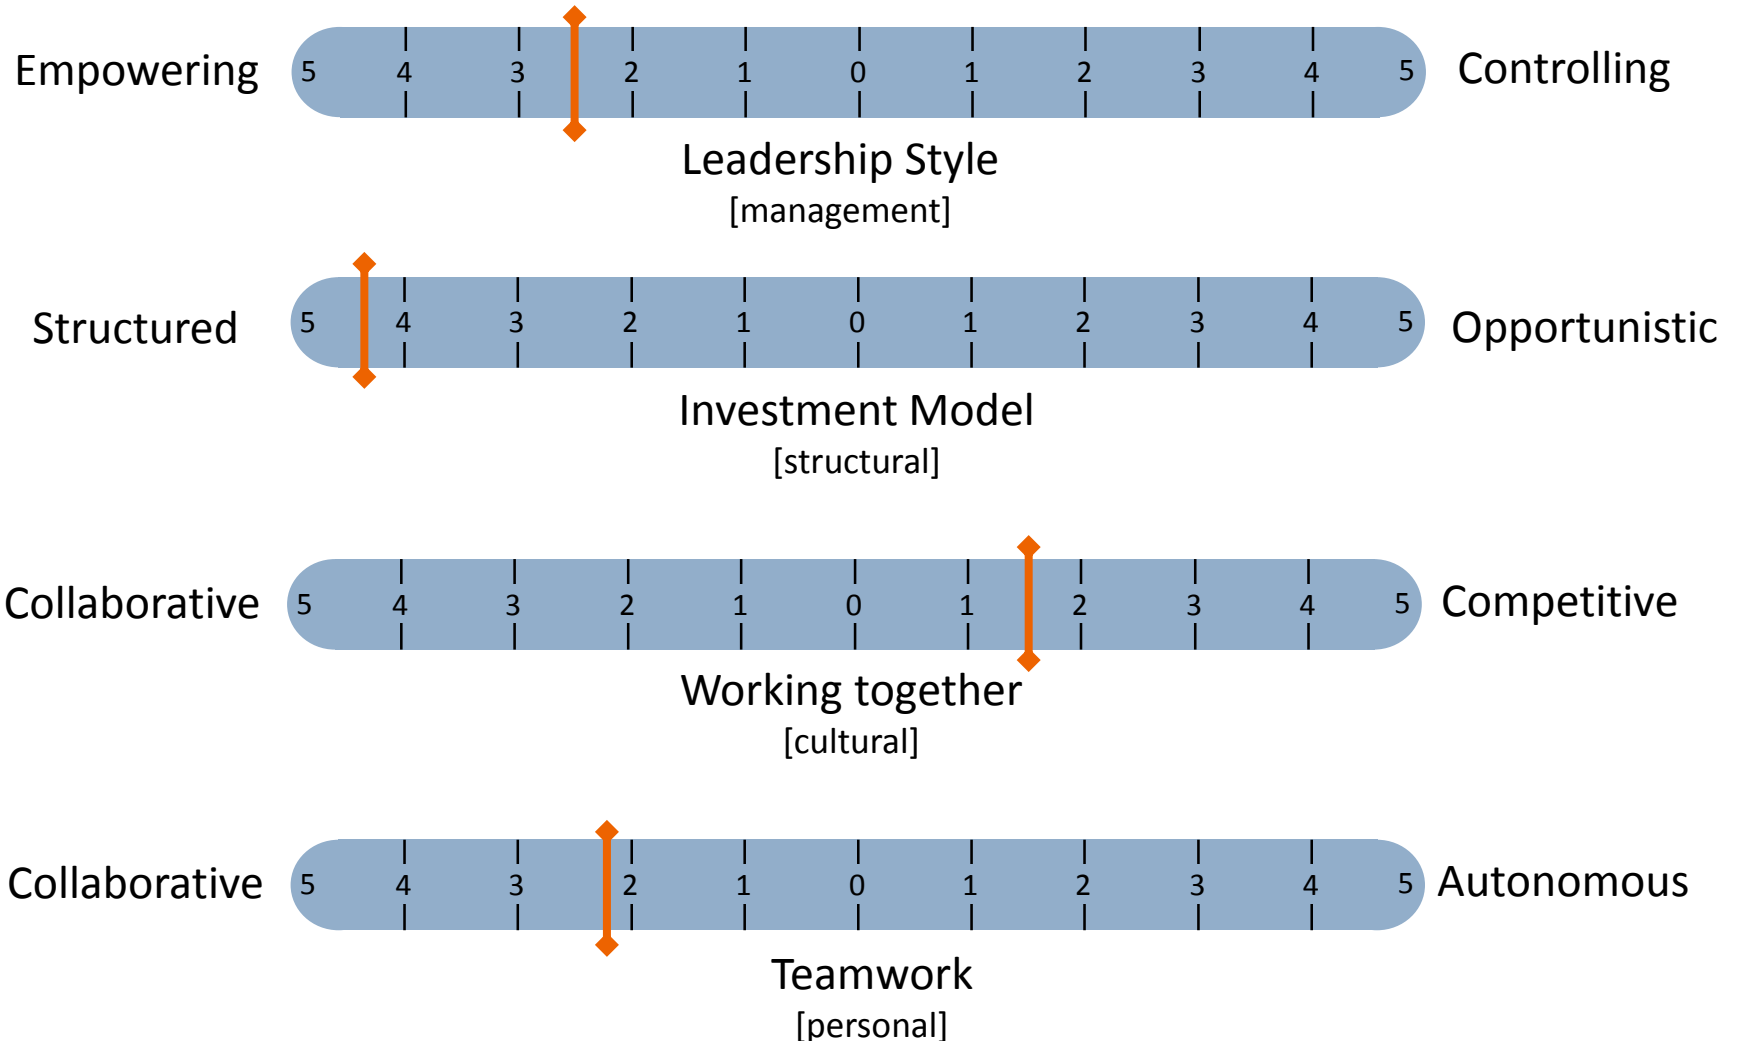 Empowering 5 4 3 2 1 0 1 2 3 4 5 Controlling
Leadership Style
[management]
Structured 5 4 3 2 1 0 1 2 3 4 5 Opportunistic
Investment Model
[structural]
Collaborative 5 4 3 2 1 0 1 2 3 4 5 Competitive
Working together
[cultural]
Collaborative 5 4 3 2 1 0 1 2 3 4 5 Autonomous
Teamwork
[personal]